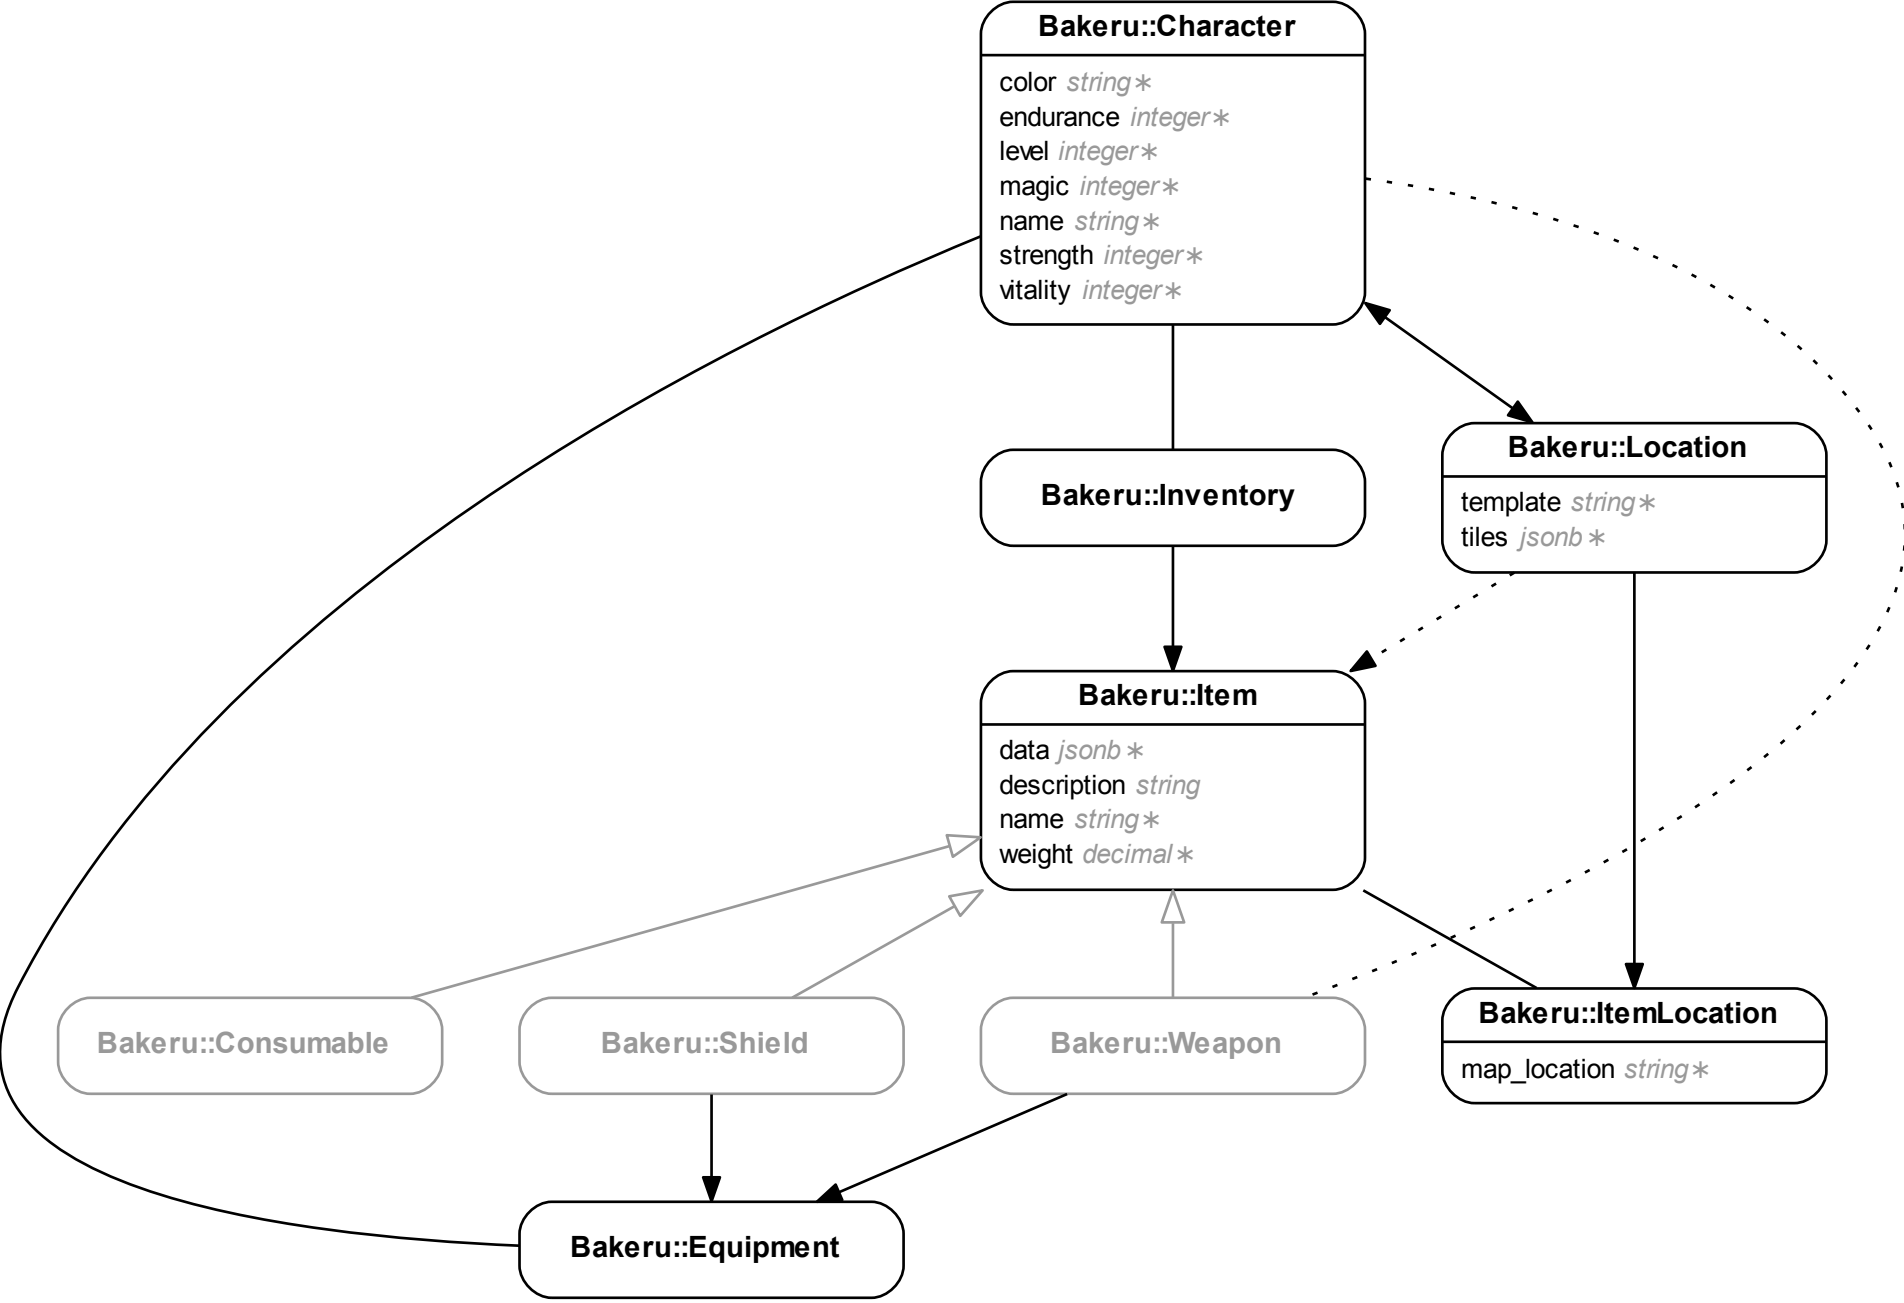 Bakeru::Character
color string∗
endurance integer∗
level integer∗
magic integer∗
name string∗
strength integer∗
vitality integer∗
Bakeru::Location
template string∗
tiles jsonb∗
Bakeru::Inventory
Bakeru::Item
data jsonb∗
description string
name string∗
weight decimal∗
Bakeru::Consumable
Bakeru::Shield
Bakeru::Weapon
Bakeru::ItemLocation
map_location string∗
Bakeru::Equipment